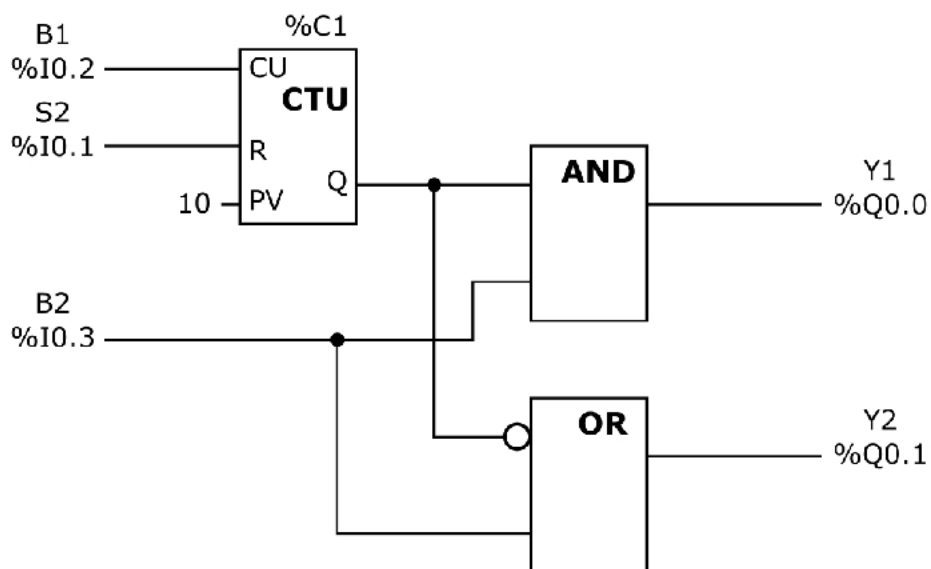 %C1
B1
%I0.2
CU
CTU
S2
%I0.1
R
Q
10
PV
AND
Y1
%Q0.0
B2
%I0.3
OR
Y2
%Q0.1